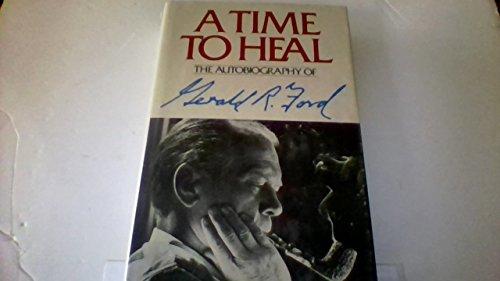 A TIME
TO HEAL
THE AUTOBIOGRAPHY OF
Gerald R. Ford